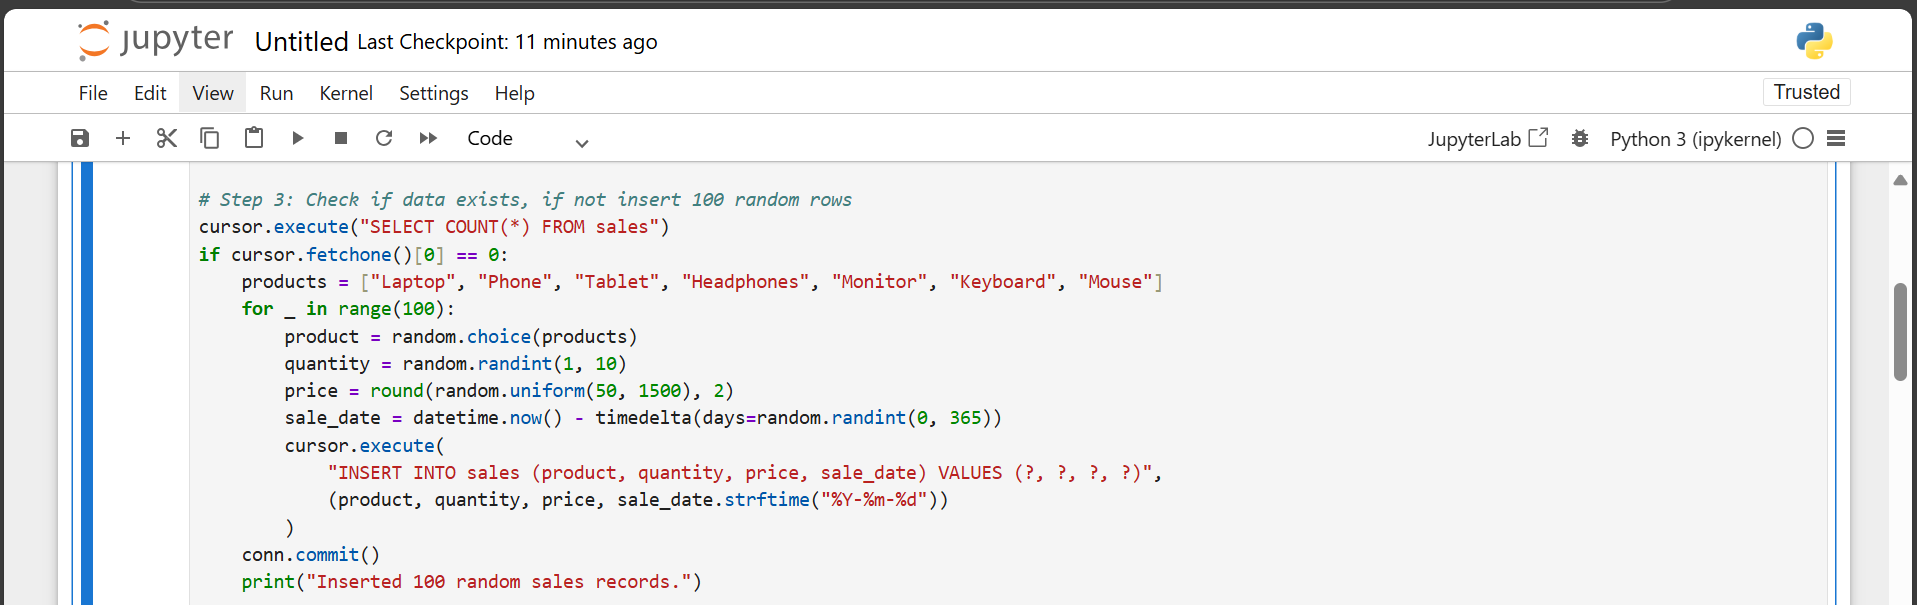 jupyter Untitled Last Checkpoint: 11 minutes ago
File Edit View Run Kernel Settings Help Trusted
Code JupyterLab Python 3 (ipykernel)
# Step 3: Check if data exists, if not insert 100 random rows
cursor.execute("SELECT COUNT(*) FROM sales")
if cursor.fetchone()[0] == 0:
    products = ["Laptop", "Phone", "Tablet", "Headphones", "Monitor", "Keyboard", "Mouse"]
    for _ in range(100):
        product = random.choice(products)
        quantity = random.randint(1, 10)
        price = round(random.uniform(50, 1500), 2)
        sale_date = datetime.now() - timedelta(days=random.randint(0, 365))
        cursor.execute(
            "INSERT INTO sales (product, quantity, price, sale_date) VALUES (?, ?, ?, ?)",
            (product, quantity, price, sale_date.strftime("%Y-%m-%d"))
        )
    conn.commit()
    print("Inserted 100 random sales records.")